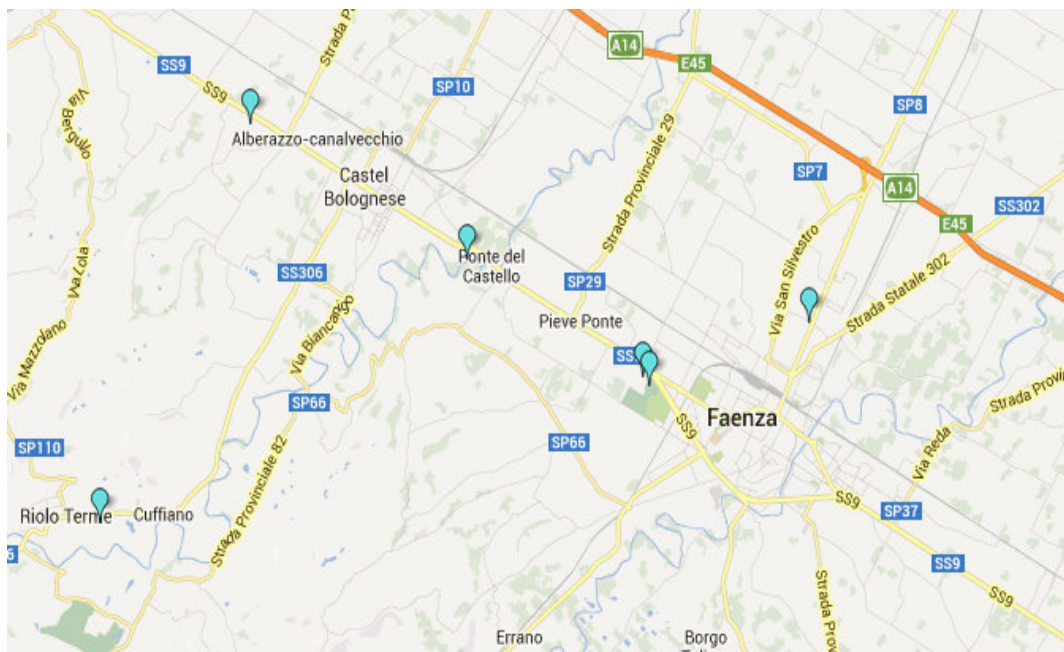 A14
SS9
E45
SS9
Strada Pro
SP10
SP8
Via Bergullo
Strada Provinciale 29
Alberazzo-canalvecchio
SP7
Castel
Bolognese
A14
SS302
E45
Via Zola
Via San Silvestro
Ponte del
Castello
SS306
SP29
Strada Statale 302
Via Biancanigo
Pieve Ponte
Via Mazzolano
Strada Provi
SP66
Faenza
SS9
SP110
SP66
Via Reda
Strada Provinciale 82
Riolo Terme
Cuffiano
SS9
SP37
6
SS9
SS9
Strada Prov
Errano
Borgo